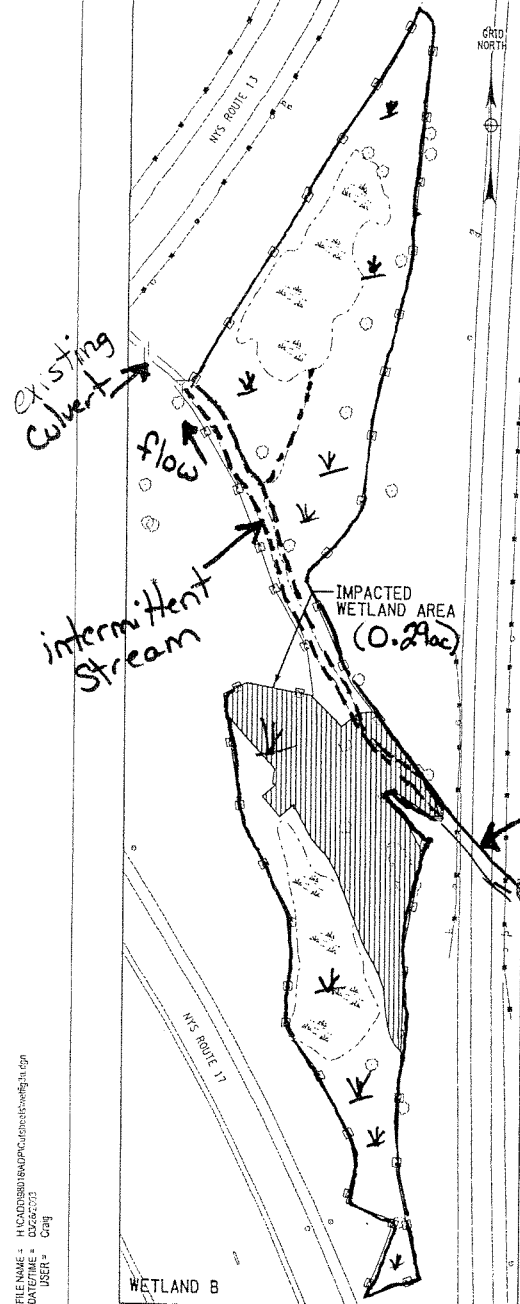 GRID
NORTH
NYS ROUTE 13
existing
culvert
flow
intermittent
stream
IMPACTED
WETLAND AREA
(0.29ac)
NYS ROUTE 17
WETLAND B
FILE NAME =
DATE/TIME =
USER = Craig